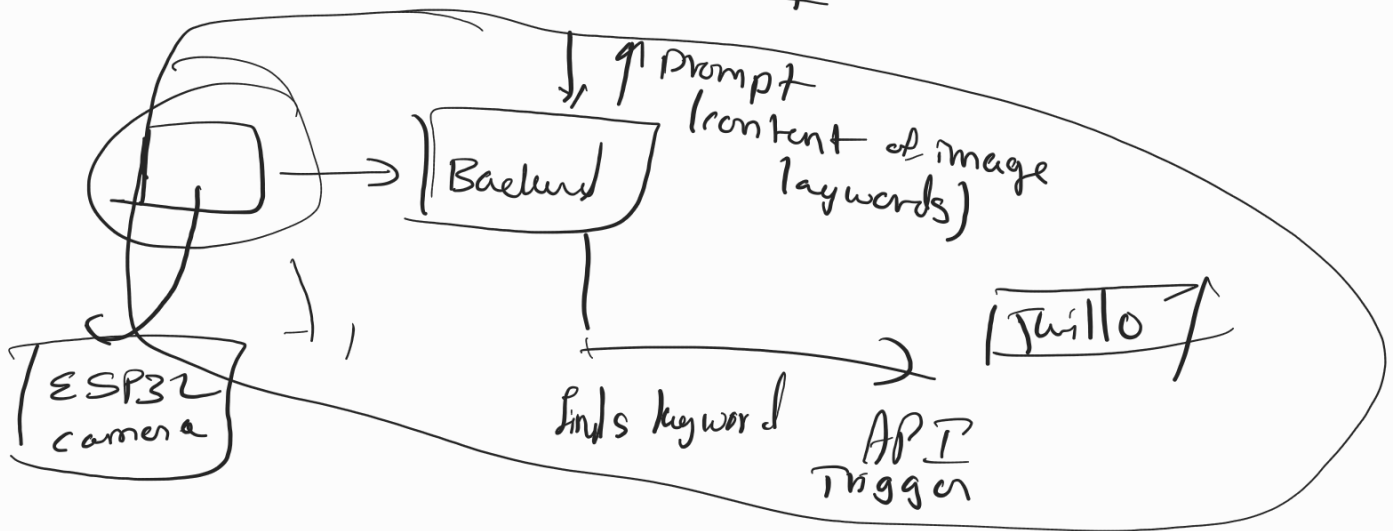 prompt
(content of image
keywords)
Backend
Twillo
ESP32
camera
finds keyword
API
Trigger